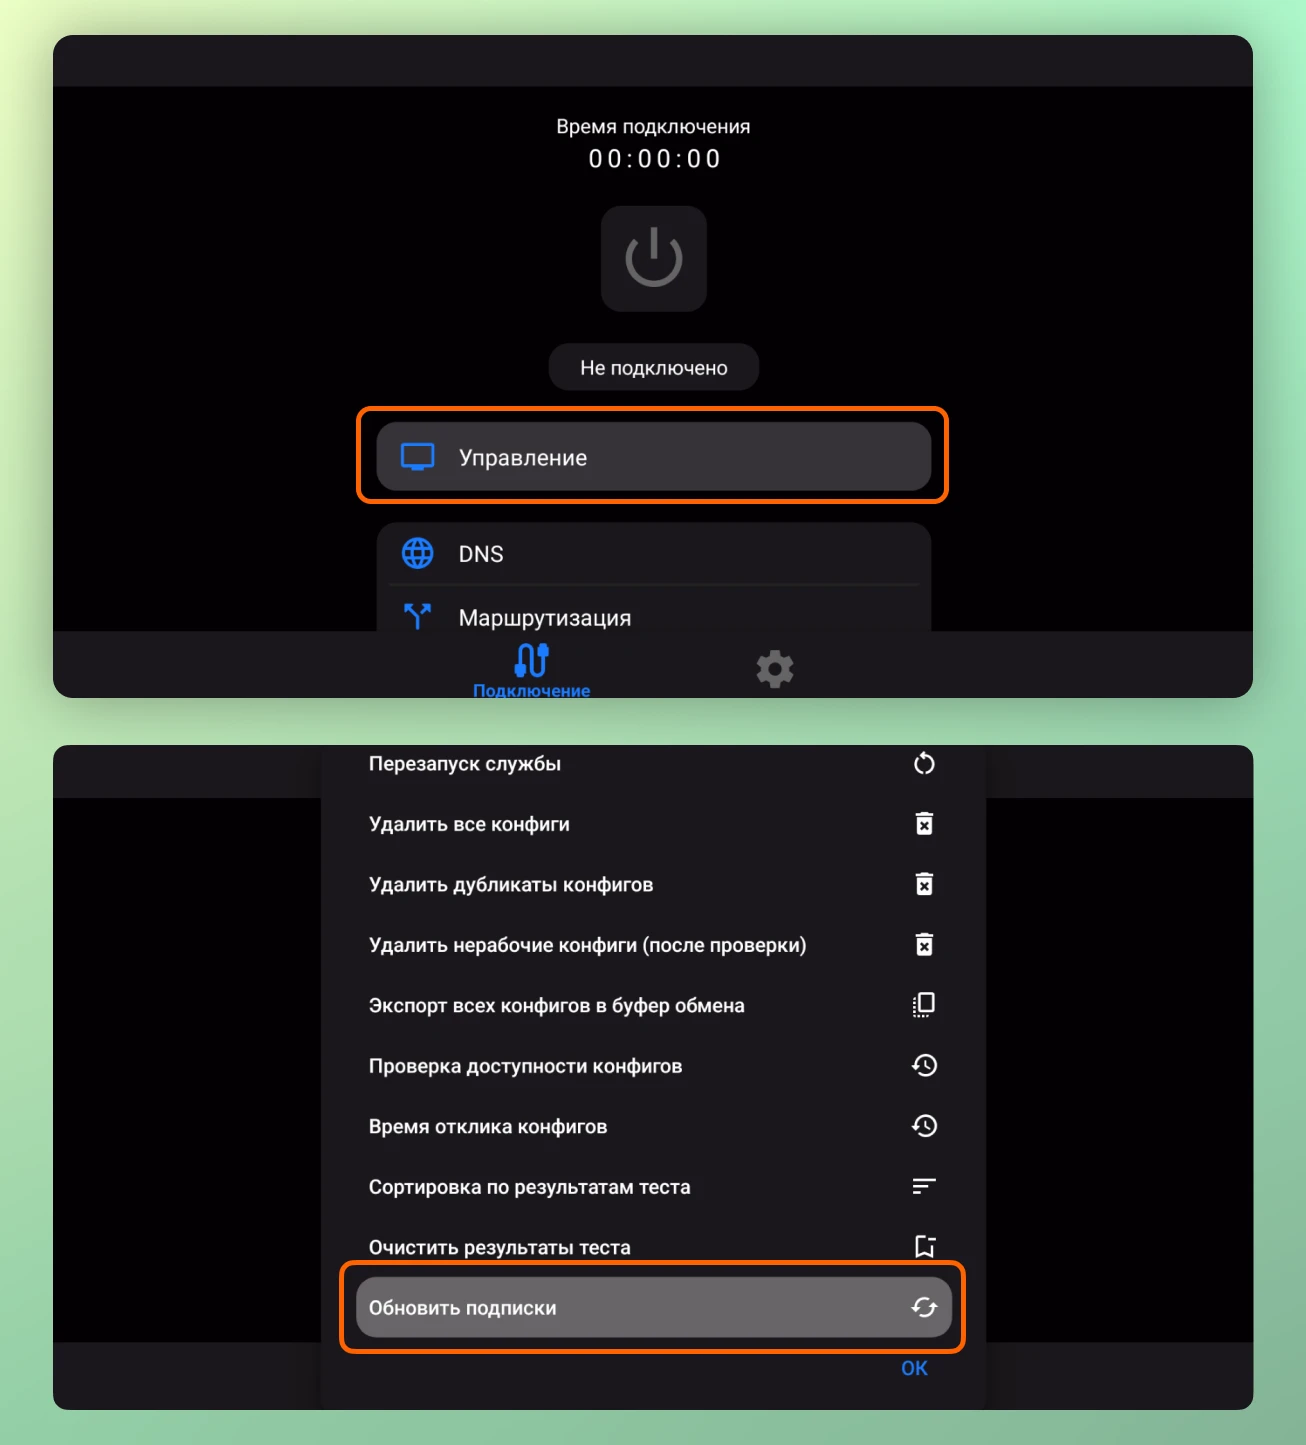 Время подключения
00:00:00
Не подключено
Управление
DNS
Маршрутизация
Подключение
Перезапуск службы
Удалить все конфиги
Удалить дубликаты конфигов
Удалить нерабочие конфиги (после проверки)
Экспорт всех конфигов в буфер обмена
Проверка доступности конфигов
Время отклика конфигов
Сортировка по результатам теста
Очистить результаты теста
Обновить подписки
ОК